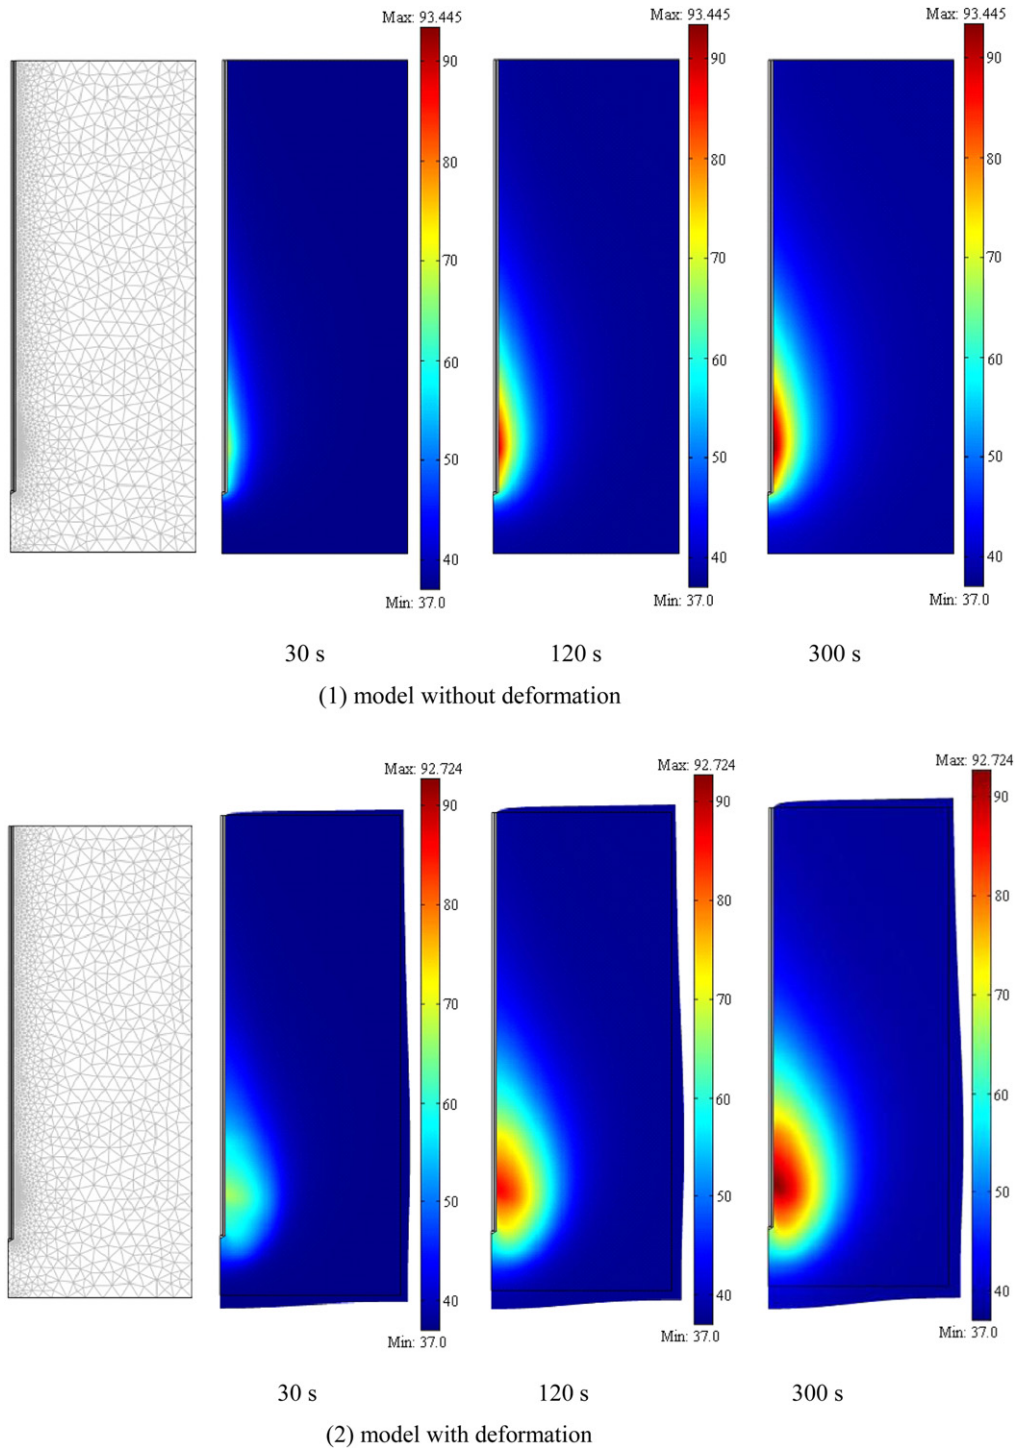 Max: 93.445 Max: 93.445 Max: 93.445
90 90 90
80 80 80
70 70 70
60 60 60
50 50 50
40 40 40
Min: 37.0 Min: 37.0 Min: 37.0
30 s 120 s 300 s
(1) model without deformation
Max: 92.724 Max: 92.724 Max: 92.724
90 90 90
80 80 80
70 70 70
60 60 60
50 50 50
40 40 40
Min: 37.0 Min: 37.0 Min: 37.0
30 s 120 s 300 s
(2) model with deformation